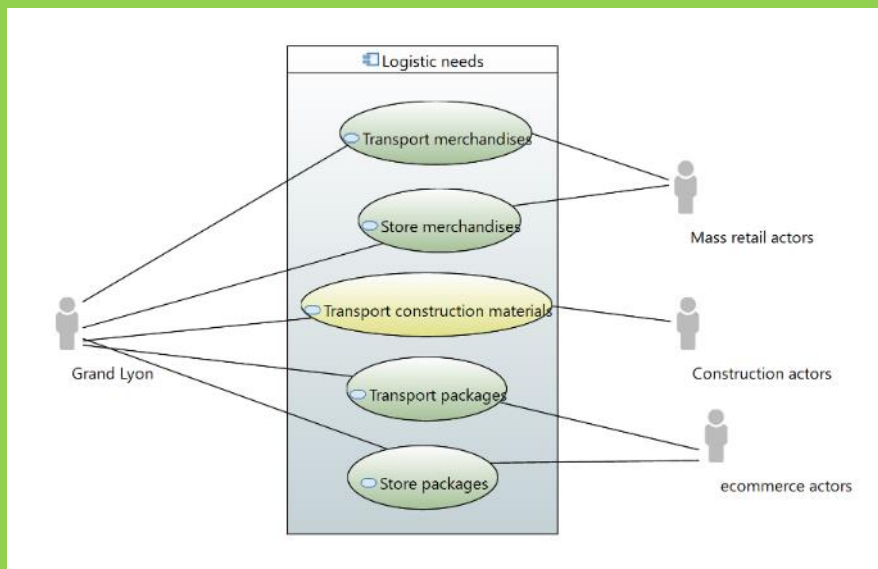 Logistic needs
Transport merchandises
Store merchandises
Mass retail actors
Transport construction materials
Grand Lyon
Construction actors
Transport packages
Store packages
ecommerce actors